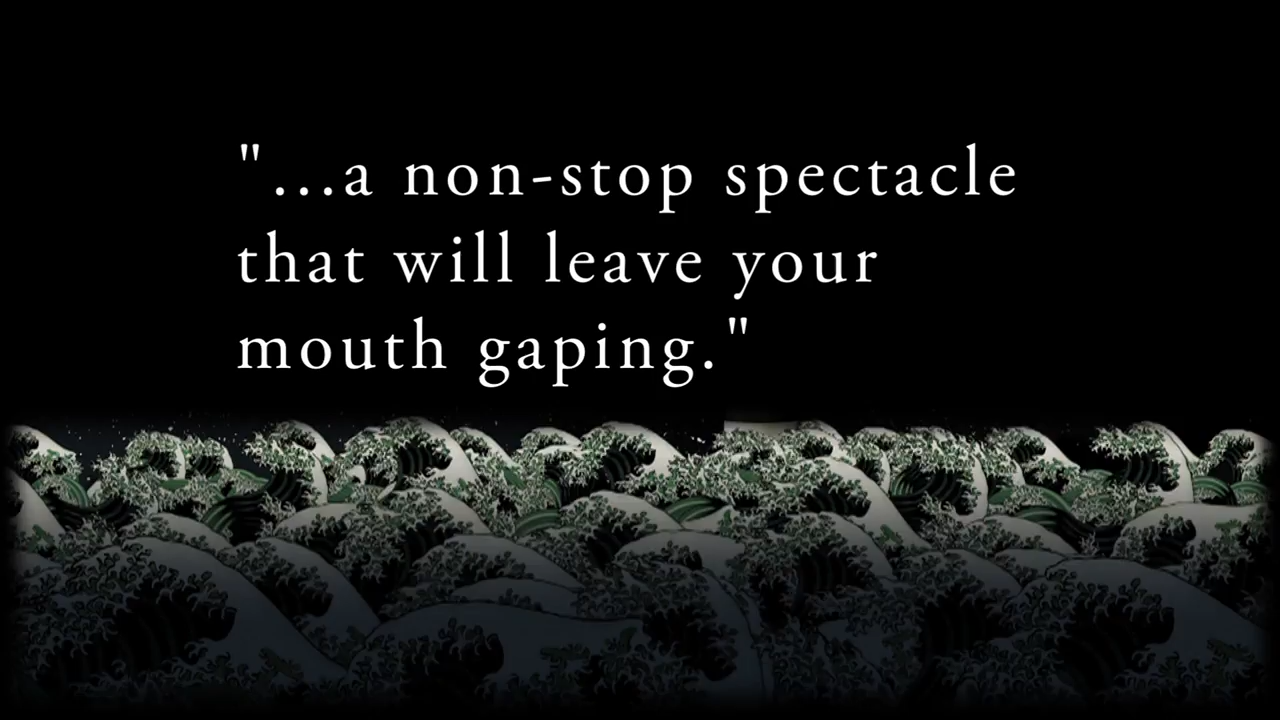 "...a non-stop spectacle
that will leave your
mouth gaping."